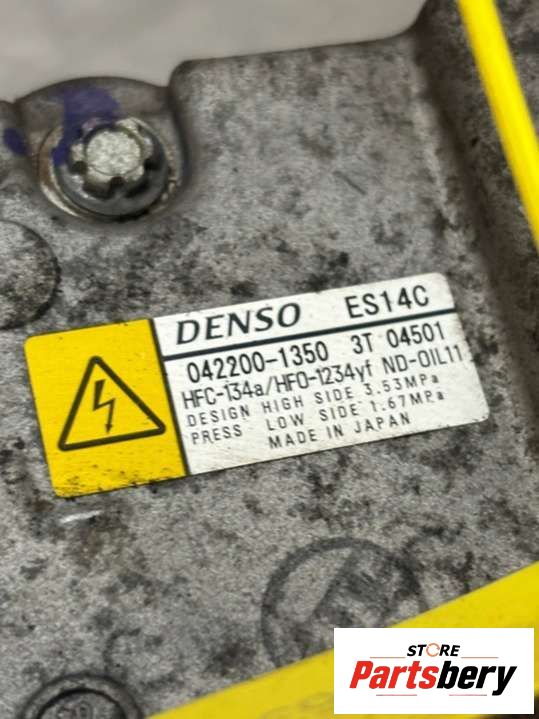 DENSO ES14C
042200-1350 3T 04501
HFC-134a/HFO-1234yf ND-OIL11
DESIGN HIGH SIDE 3.53MPa
PRESS LOW SIDE 1.67MPa
MADE IN JAPAN
STORE
Partsbery